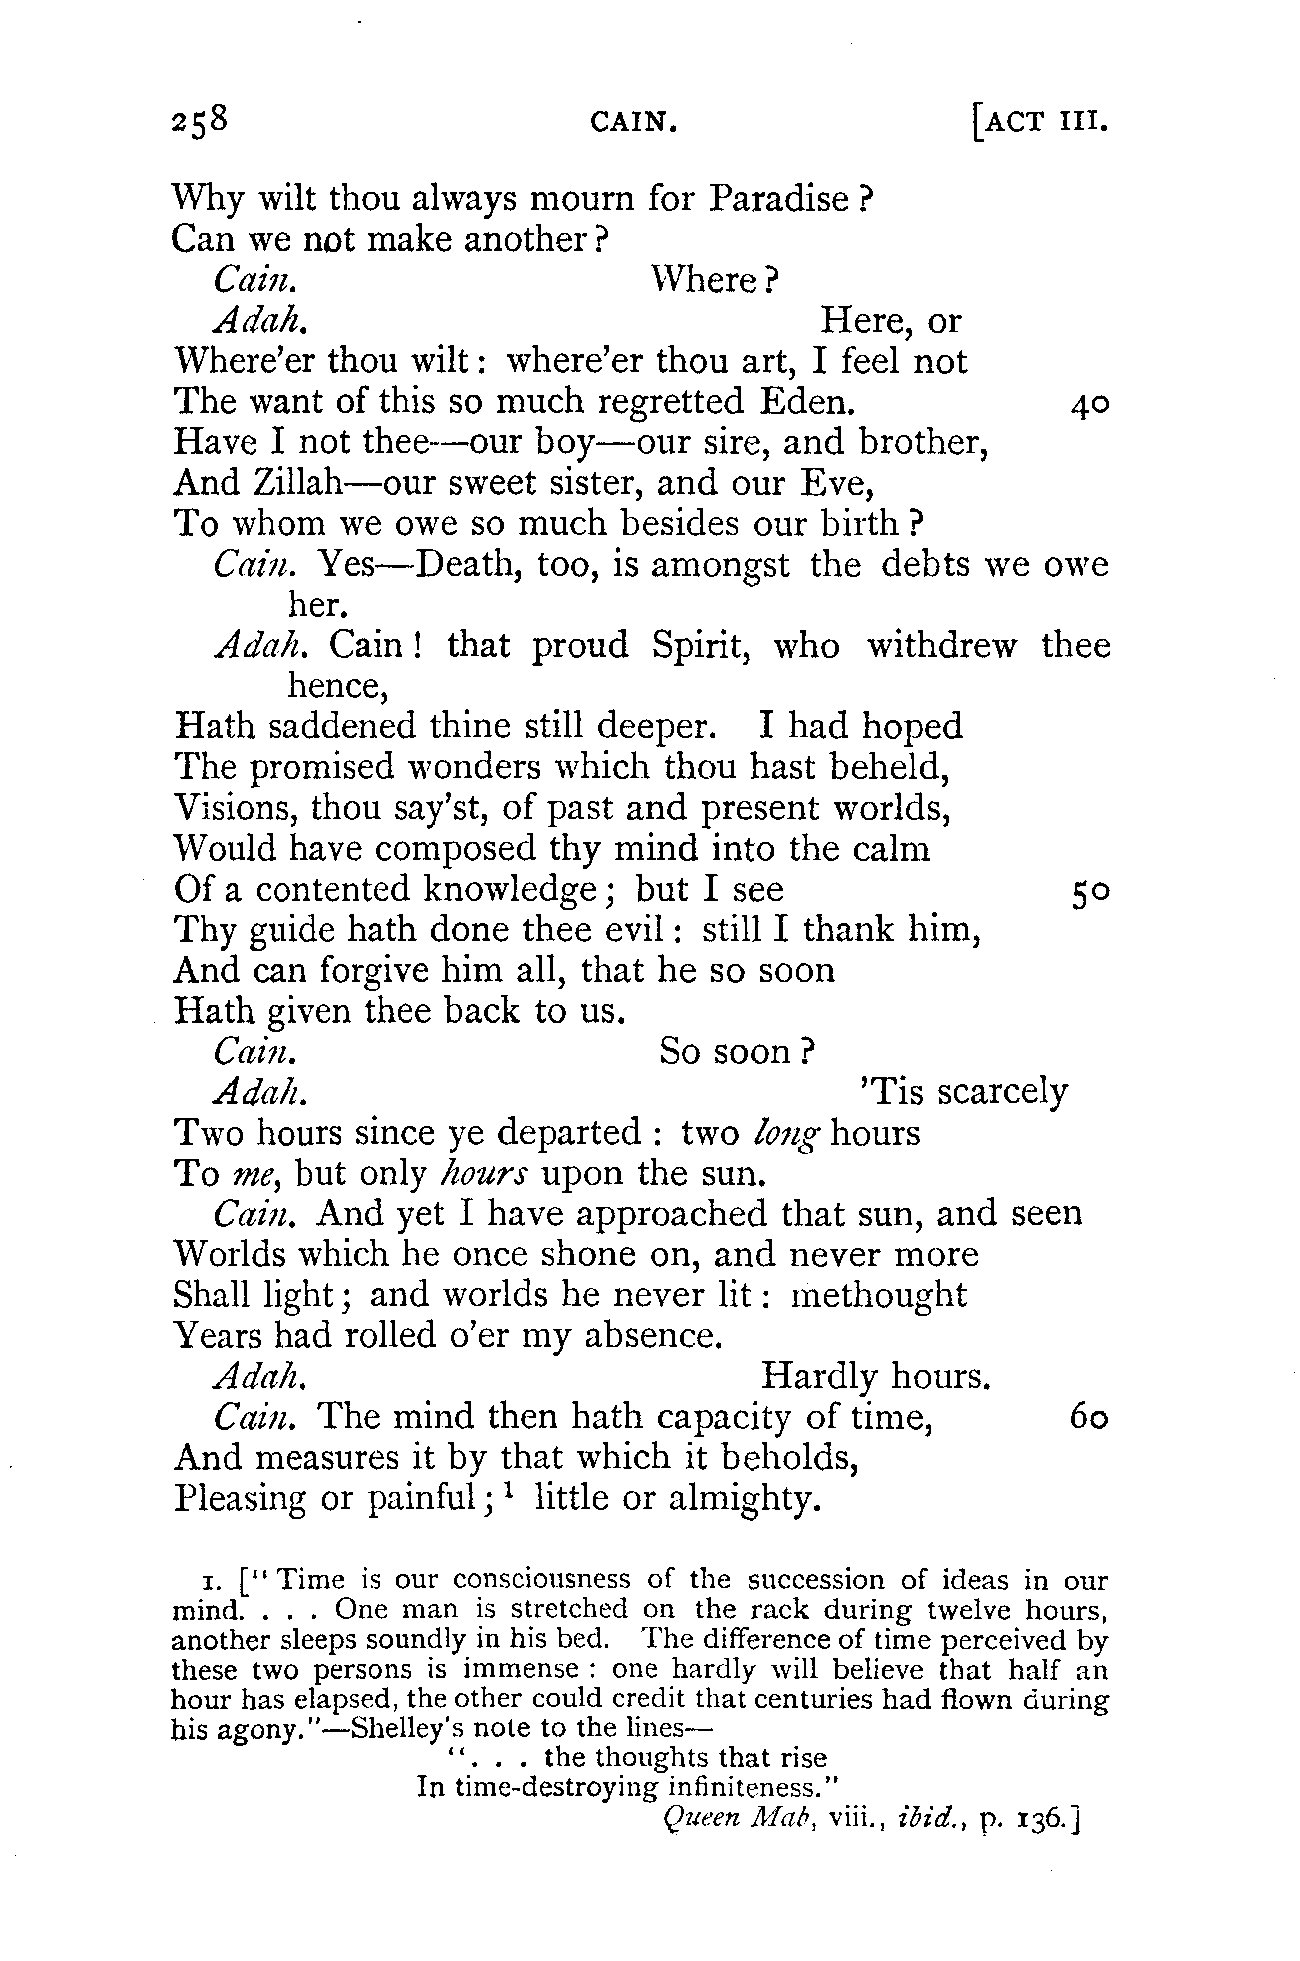 258 CAIN. [ACT III.
Why wilt thou always mourn for Paradise?
Can we not make another?
Cain. Where?
Adah. Here, or
Where'er thou wilt: where'er thou art, I feel not
The want of this so much regretted Eden. 40
Have I not thee—our boy—our sire, and brother,
And Zillah—our sweet sister, and our Eve,
To whom we owe so much besides our birth?
Cain. Yes—Death, too, is amongst the debts we owe
her.
Adah. Cain! that proud Spirit, who withdrew thee
hence,
Hath saddened thine still deeper. I had hoped
The promised wonders which thou hast beheld,
Visions, thou say'st, of past and present worlds,
Would have composed thy mind into the calm
Of a contented knowledge; but I see 50
Thy guide hath done thee evil: still I thank him,
And can forgive him all, that he so soon
Hath given thee back to us.
Cain. So soon?
Adah. 'Tis scarcely
Two hours since ye departed: two long hours
To me, but only hours upon the sun.
Cain. And yet I have approached that sun, and seen
Worlds which he once shone on, and never more
Shall light; and worlds he never lit: methought
Years had rolled o'er my absence.
Adah. Hardly hours.
Cain. The mind then hath capacity of time, 60
And measures it by that which it beholds,
Pleasing or painful;¹ little or almighty.
1. ["Time is our consciousness of the succession of ideas in our
mind. . . . One man is stretched on the rack during twelve hours,
another sleeps soundly in his bed. The difference of time perceived by
these two persons is immense: one hardly will believe that half an
hour has elapsed, the other could credit that centuries had flown during
his agony."—Shelley's note to the lines—
". . . the thoughts that rise
In time-destroying infiniteness."
Queen Mab, viii., ibid., p. 136.]